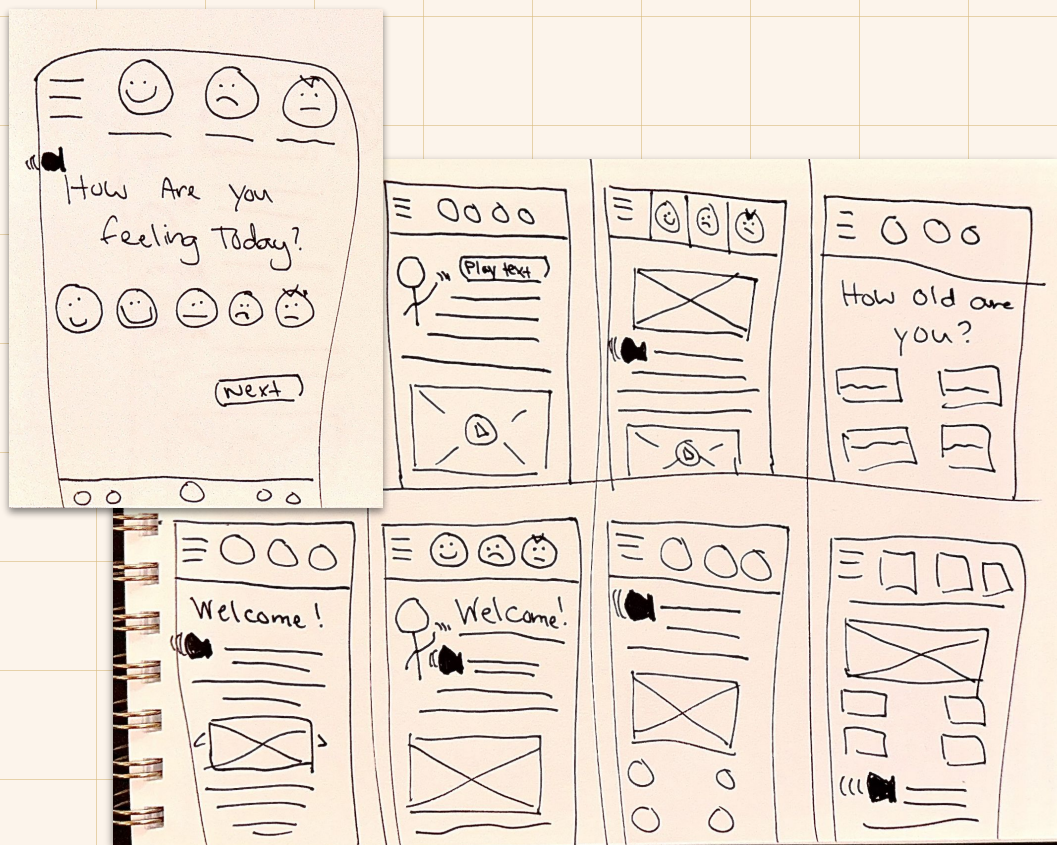 How Are you
feeling Today?
Next
Play text
How old are
you?
Welcome!
Welcome!